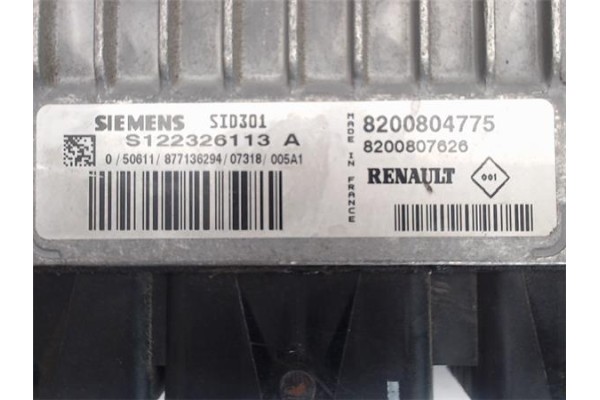 SIEMENS SID301
S122326113 A
0 / 50611 / 877136294 / 07318 / 005A1
MADE IN FRANCE
8200804775
8200807626
RENAULT
001